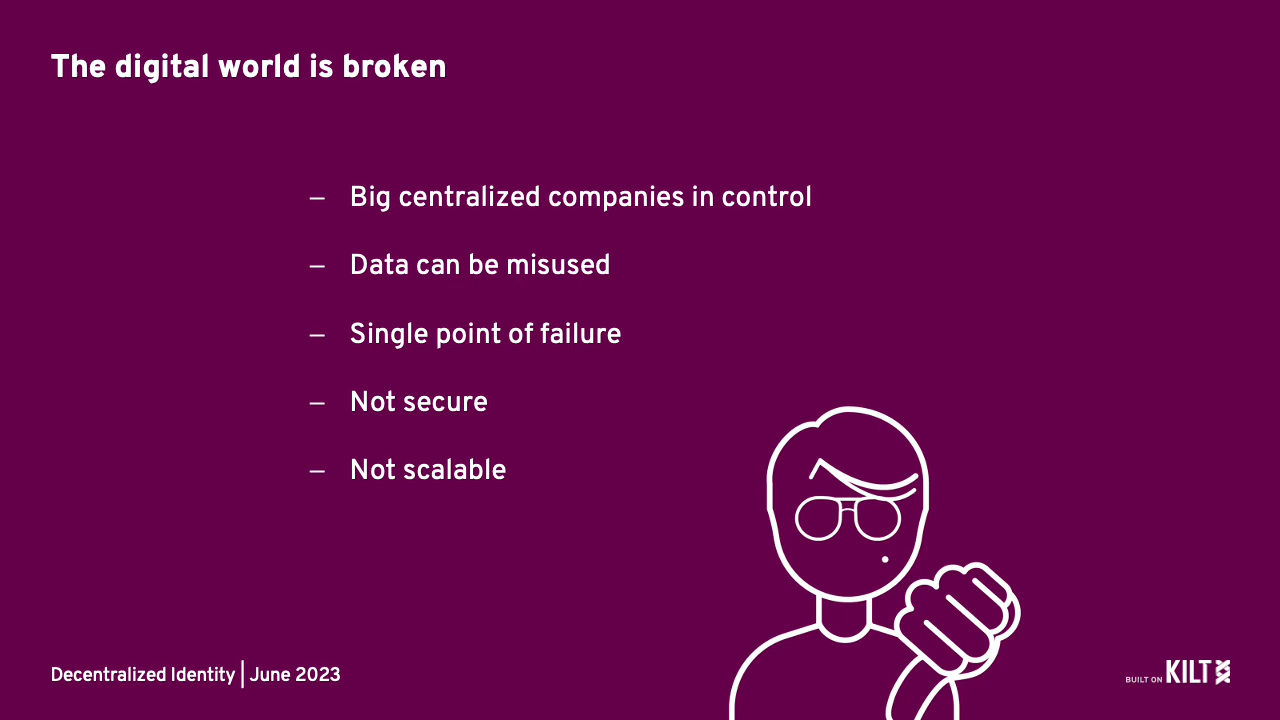 The digital world is broken
– Big centralized companies in control
– Data can be misused
– Single point of failure
– Not secure
– Not scalable
Decentralized Identity | June 2023
BUILT ON KILT